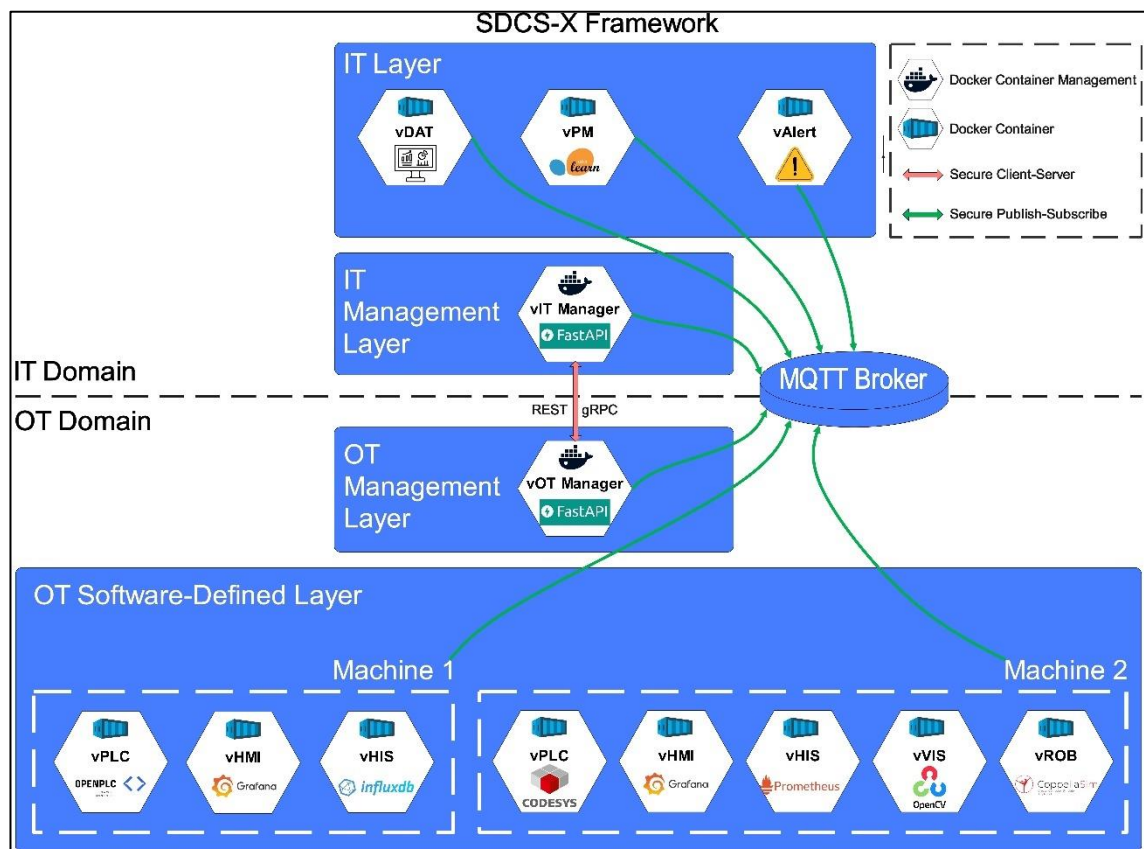 SDCS-X Framework
IT Layer
vDAT
vPM
learn
vAlert
Docker Container Management
Docker Container
Secure Client-Server
Secure Publish-Subscribe
IT
Management
Layer
vIT Manager
FastAPI
MQTT Broker
IT Domain
OT Domain
REST
gRPC
OT
Management
Layer
vOT Manager
FastAPI
OT Software-Defined Layer
Machine 1
vPLC
OPENPLC
vHMI
Grafana
vHIS
influxdb
Machine 2
vPLC
CODESYS
vHMI
Grafana
vHIS
Prometheus
vVIS
OpenCV
vROB
CoppeliaSim